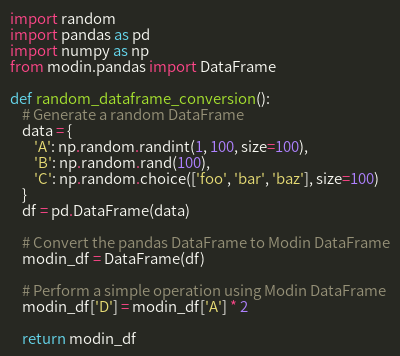 import random
import pandas as pd
import numpy as np
from modin.pandas import DataFrame

def random_dataframe_conversion():
    # Generate a random DataFrame
    data = {
        'A': np.random.randint(1, 100, size=100),
        'B': np.random.rand(100),
        'C': np.random.choice(['foo', 'bar', 'baz'], size=100)
    }
    df = pd.DataFrame(data)

    # Convert the pandas DataFrame to Modin DataFrame
    modin_df = DataFrame(df)

    # Perform a simple operation using Modin DataFrame
    modin_df['D'] = modin_df['A'] * 2

    return modin_df